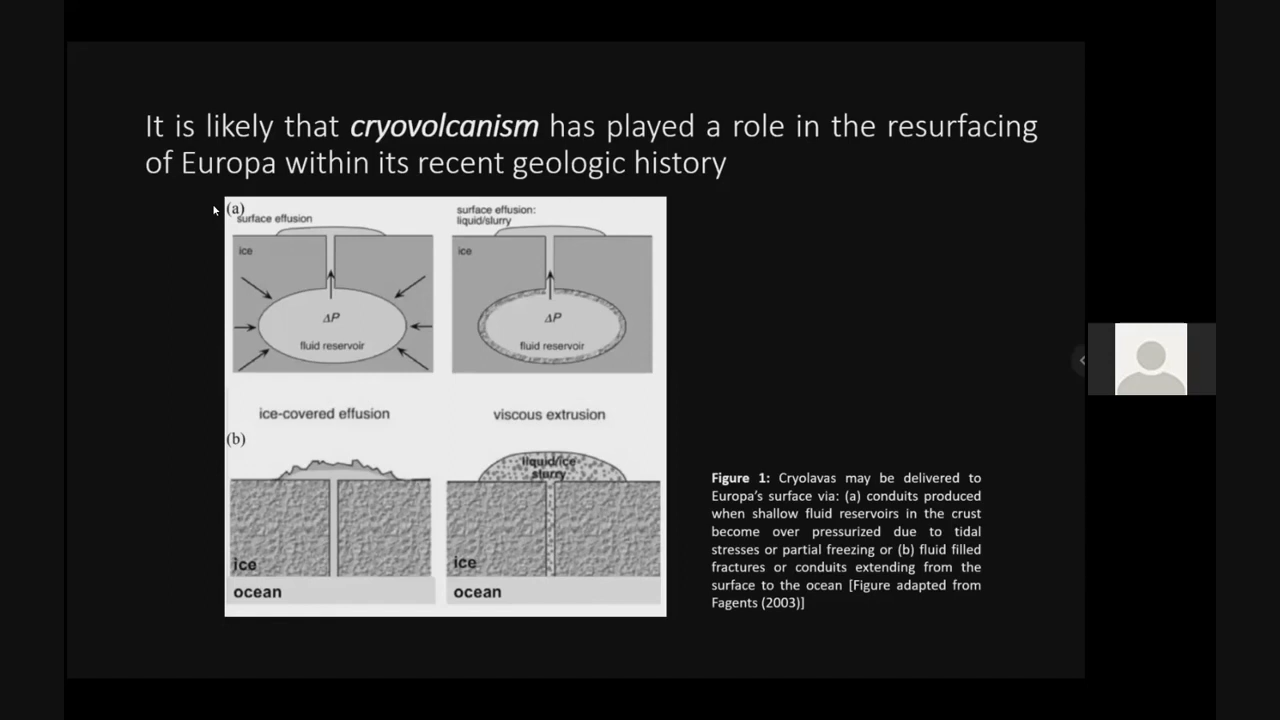 It is likely that cryovolcanism has played a role in the resurfacing
of Europa within its recent geologic history
(a)
surface effusion
ice
ΔP
fluid reservoir
surface effusion:
liquid/slurry
ice
ΔP
fluid reservoir
ice-covered effusion
viscous extrusion
(b)
ice
ocean
liquid/ice
slurry
ice
ocean
Figure 1: Cryolavas may be delivered to
Europa's surface via: (a) conduits produced
when shallow fluid reservoirs in the crust
become over pressurized due to tidal
stresses or partial freezing or (b) fluid filled
fractures or conduits extending from the
surface to the ocean [Figure adapted from
Fagents (2003)]